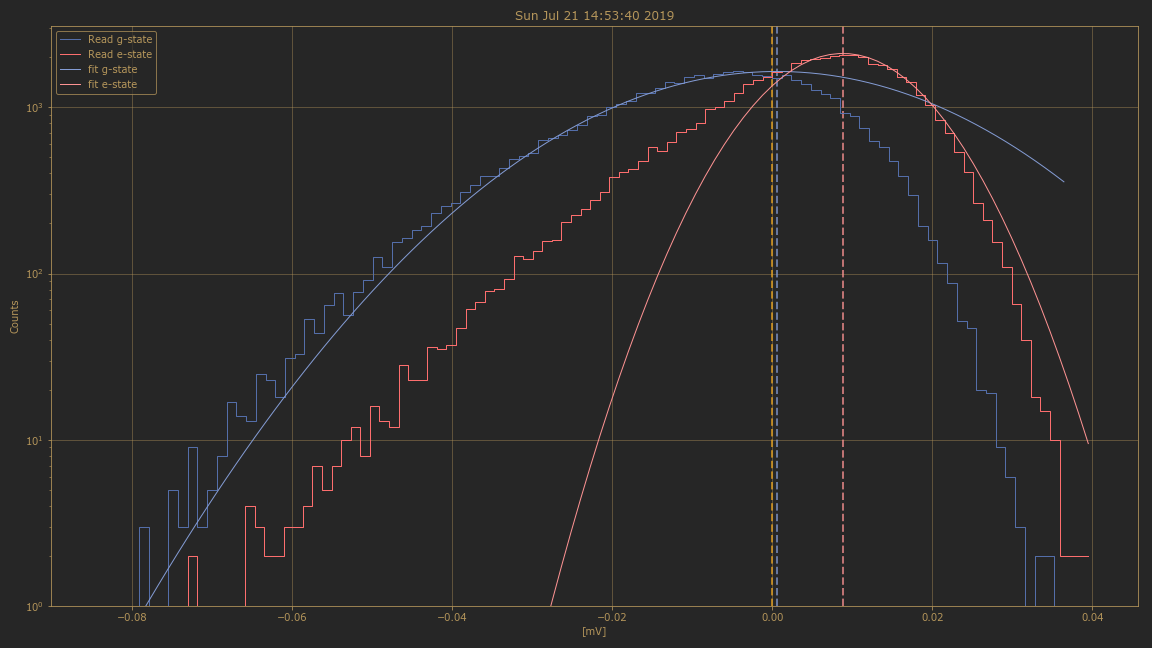 Sun Jul 21 14:53:40 2019
Read g-state
Read e-state
fit g-state
fit e-state
Counts
10³
10²
10¹
10⁰
−0.08
−0.06
−0.04
−0.02
0.00
0.02
0.04
[mV]